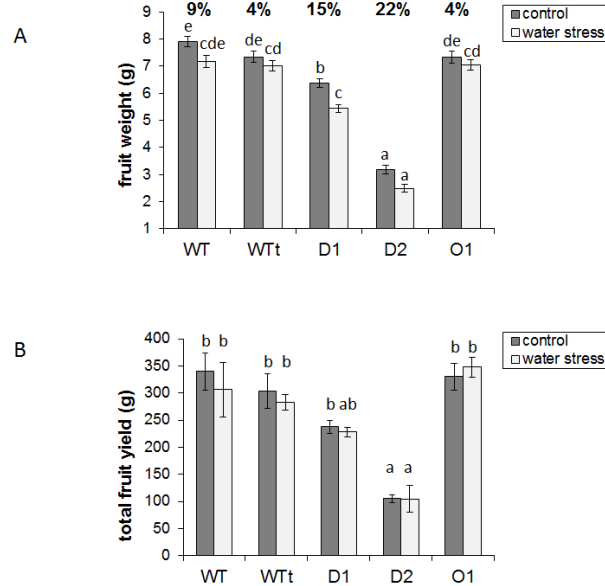 A
9% 4% 15% 22% 4%
control
water stress
fruit weight (g)
9
8
7
6
5
4
3
2
1
e cde de cd b c a a de cd
WT WTt D1 D2 O1
B
control
water stress
total fruit yield (g)
400
350
300
250
200
150
100
50
0
b b b b b ab a a b b
WT WTt D1 D2 O1